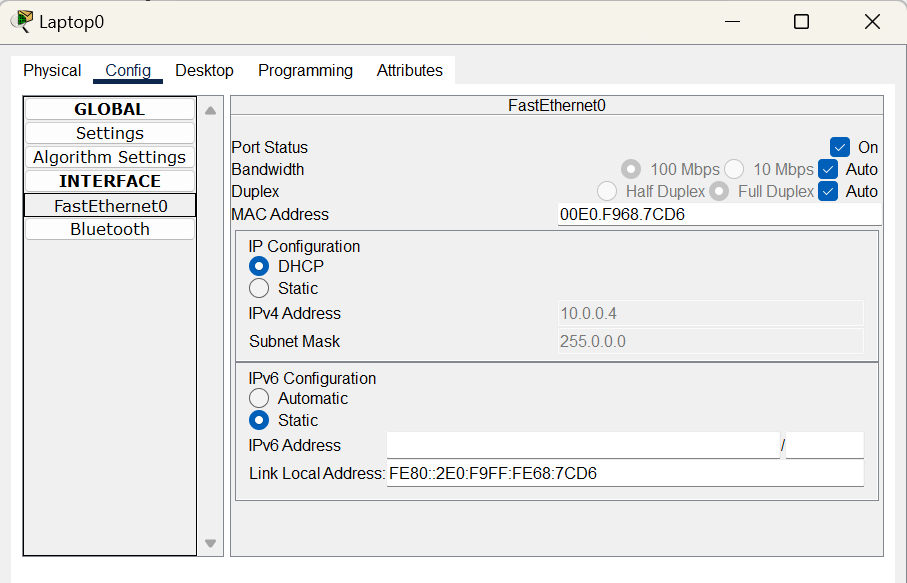 Laptop0
Physical Config Desktop Programming Attributes
GLOBAL
Settings
Algorithm Settings
INTERFACE
FastEthernet0
Bluetooth
FastEthernet0
Port Status On
Bandwidth 100 Mbps 10 Mbps Auto
Duplex Half Duplex Full Duplex Auto
MAC Address 00E0.F968.7CD6
IP Configuration
DHCP
Static
IPv4 Address 10.0.0.4
Subnet Mask 255.0.0.0
IPv6 Configuration
Automatic
Static
IPv6 Address /
Link Local Address: FE80::2E0:F9FF:FE68:7CD6